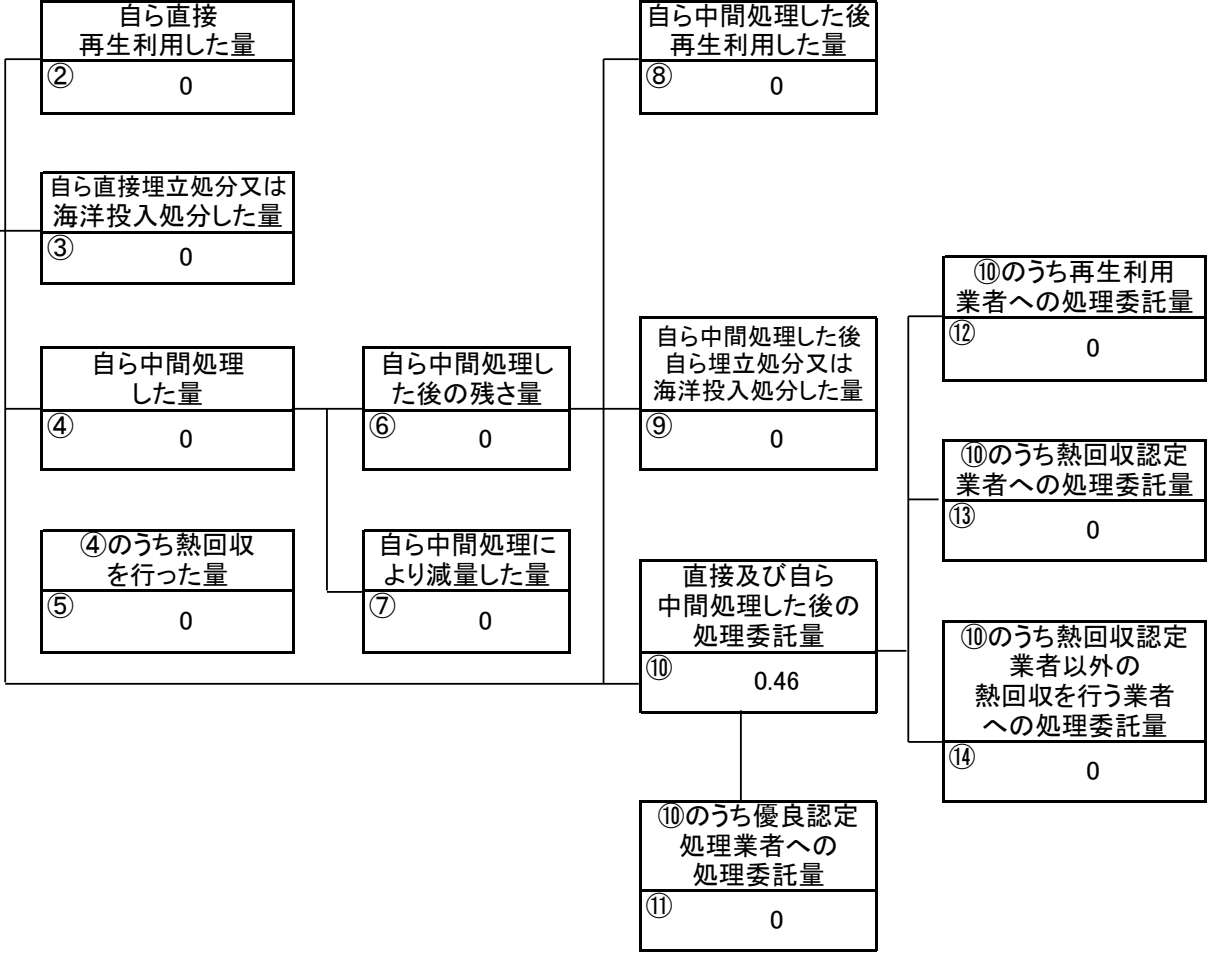 自ら直接
再生利用した量
②
0
自ら直接埋立処分又は
海洋投入処分した量
③
0
自ら中間処理
した量
④
0
④のうち熱回収
を行った量
⑤
0
自ら中間処理し
た後の残さ量
⑥
0
自ら中間処理に
より減量した量
⑦
0
自ら中間処理した後
再生利用した量
⑧
0
自ら中間処理した後
自ら埋立処分又は
海洋投入処分した量
⑨
0
直接及び自ら
中間処理した後の
処理委託量
⑩
0.46
⑩のうち優良認定
処理業者への
処理委託量
⑪
0
⑩のうち再生利用
業者への処理委託量
⑫
0
⑩のうち熱回収認定
業者への処理委託量
⑬
0
⑩のうち熱回収認定
業者以外の
熱回収を行う業者
への処理委託量
⑭
0